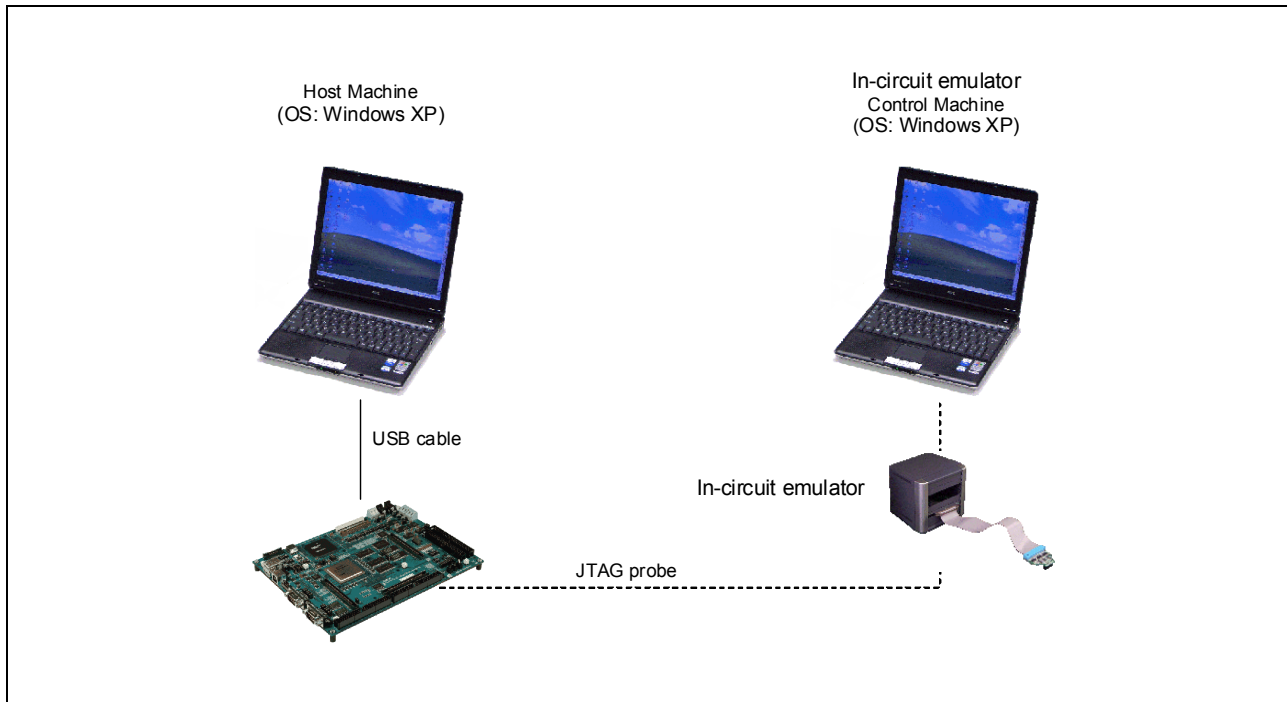 Host Machine
(OS: Windows XP)
In-circuit emulator
Control Machine
(OS: Windows XP)
USB cable
In-circuit emulator
JTAG probe